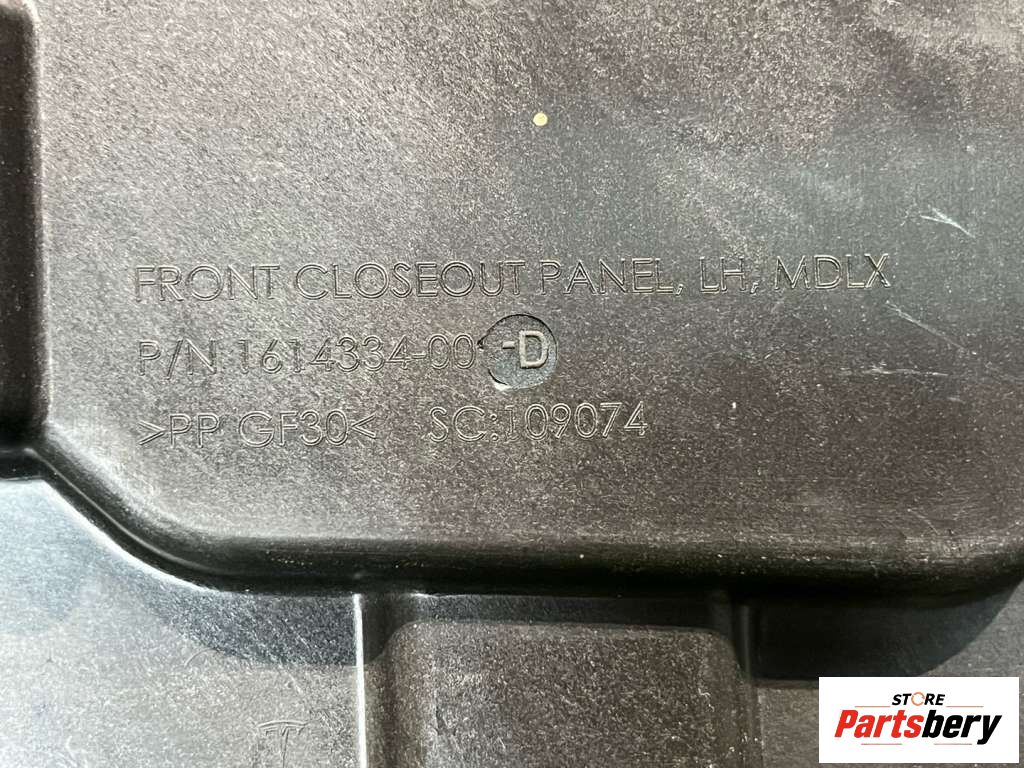 FRONT CLOSEOUT PANEL, LH, MDLX
P/N 1614334-00 -D
>PP GF30< SC:109074
T
STORE
Partsbery